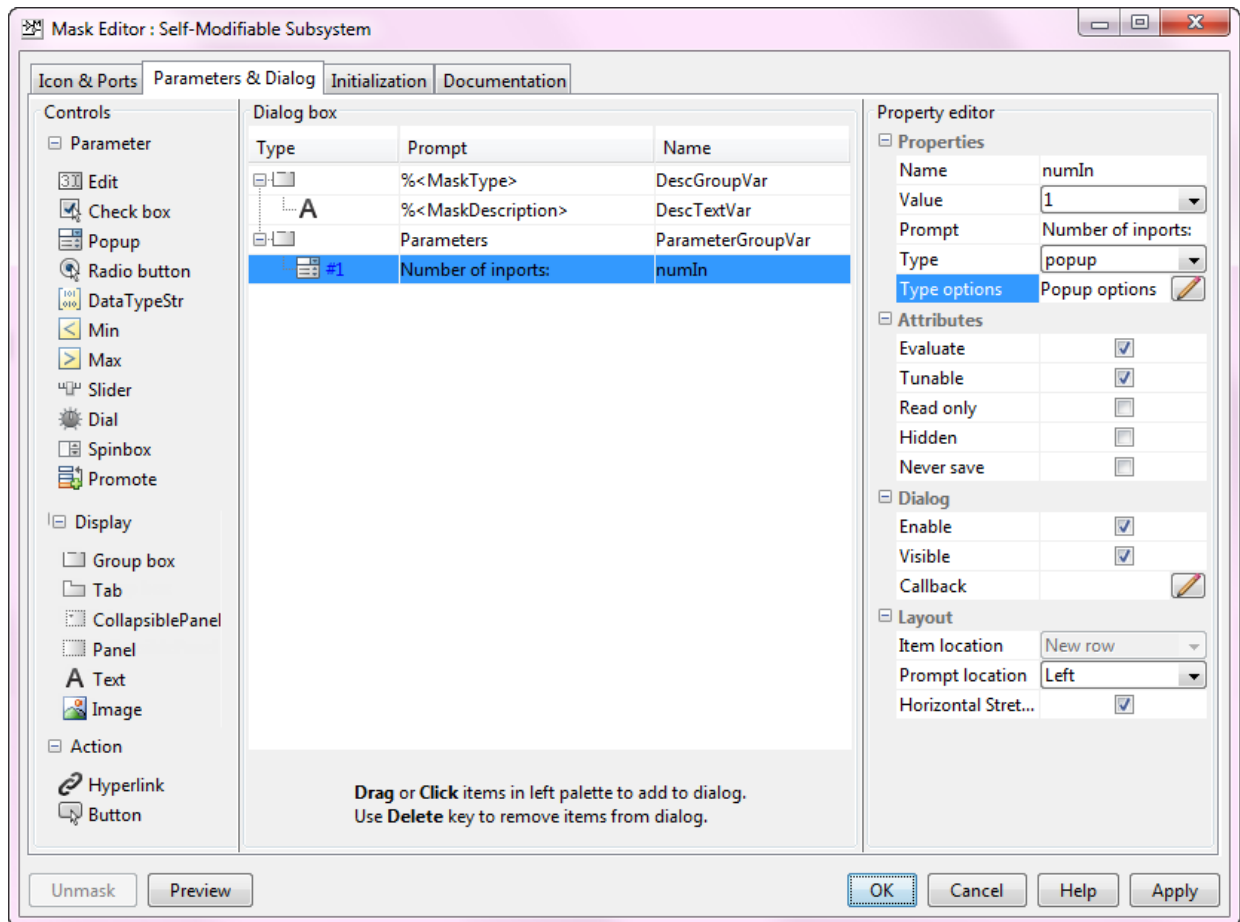 Mask Editor : Self-Modifiable Subsystem
Icon & Ports
Parameters & Dialog
Initialization
Documentation
Controls
Parameter
Edit
Check box
Popup
Radio button
DataTypeStr
Min
Max
Slider
Dial
Spinbox
Promote
Display
Group box
Tab
CollapsiblePanel
Panel
Text
Image
Action
Hyperlink
Button
Dialog box
Type Prompt Name
%<MaskType> DescGroupVar
A %<MaskDescription> DescTextVar
Parameters ParameterGroupVar
#1 Number of inports: numIn
Drag or Click items in left palette to add to dialog.
Use Delete key to remove items from dialog.
Property editor
Properties
Name numIn
Value 1
Prompt Number of inports:
Type popup
Type options Popup options
Attributes
Evaluate
Tunable
Read only
Hidden
Never save
Dialog
Enable
Visible
Callback
Layout
Item location New row
Prompt location Left
Horizontal Stret...
Unmask
Preview
OK
Cancel
Help
Apply